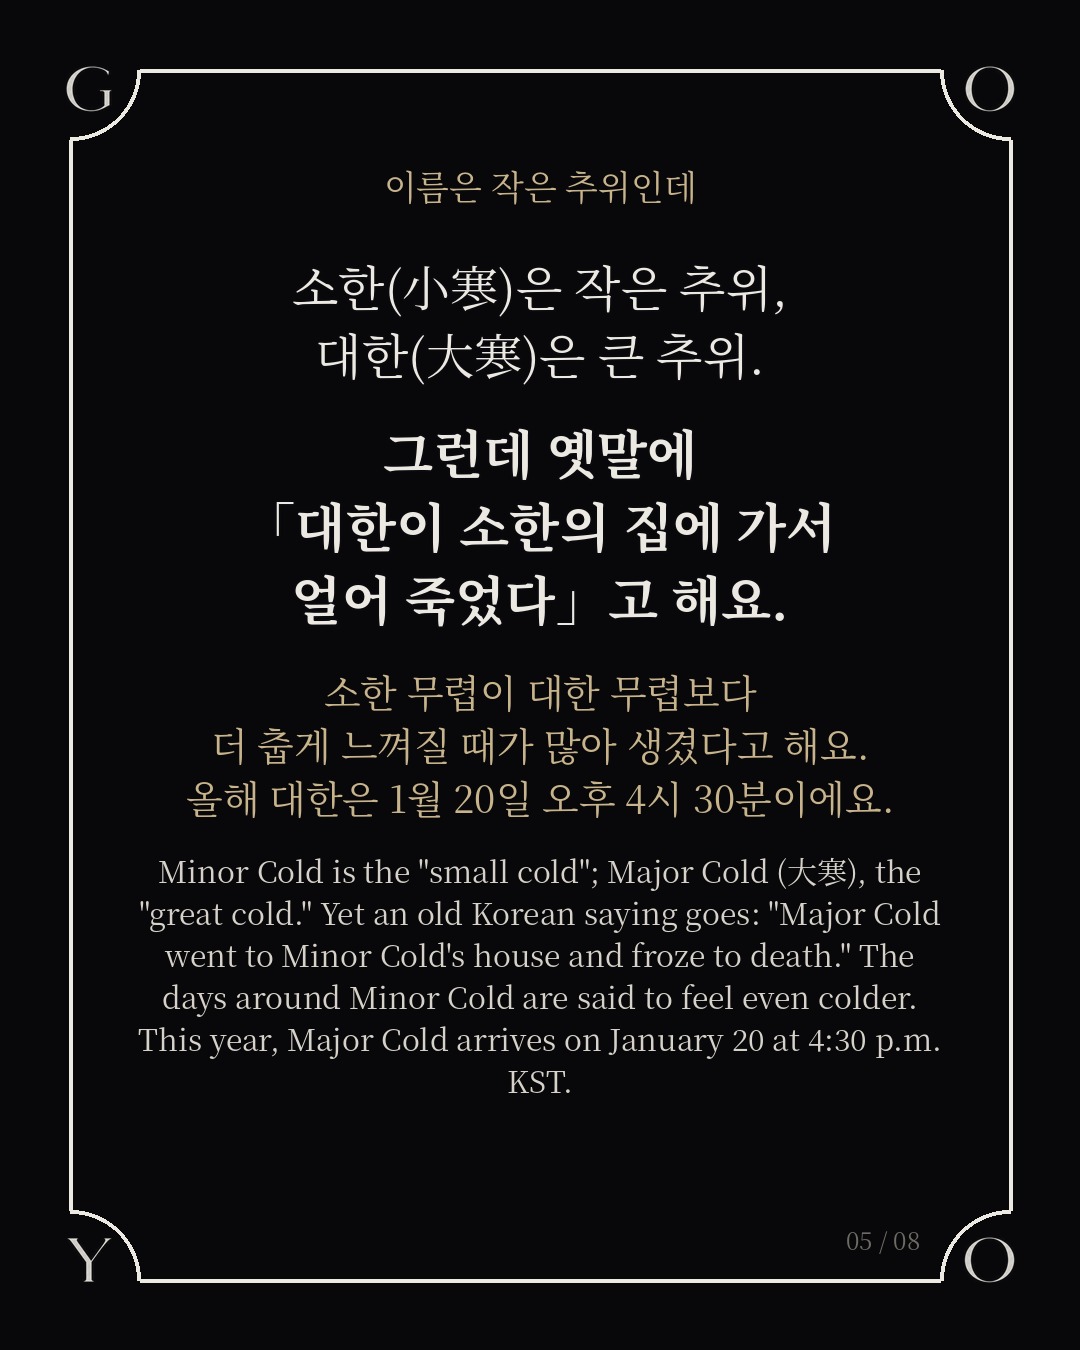 G O
이름은 작은 추위인데
소한(小寒)은 작은 추위,
대한(大寒)은 큰 추위.
그런데 옛말에
「대한이 소한의 집에 가서
얼어 죽었다」고 해요.
소한 무렵이 대한 무렵보다
더 춥게 느껴질 때가 많아 생겼다고 해요.
올해 대한은 1월 20일 오후 4시 30분이에요.
Minor Cold is the "small cold"; Major Cold (大寒), the
"great cold." Yet an old Korean saying goes: "Major Cold
went to Minor Cold's house and froze to death." The
days around Minor Cold are said to feel even colder.
This year, Major Cold arrives on January 20 at 4:30 p.m.
KST.
05 / 08
Y O